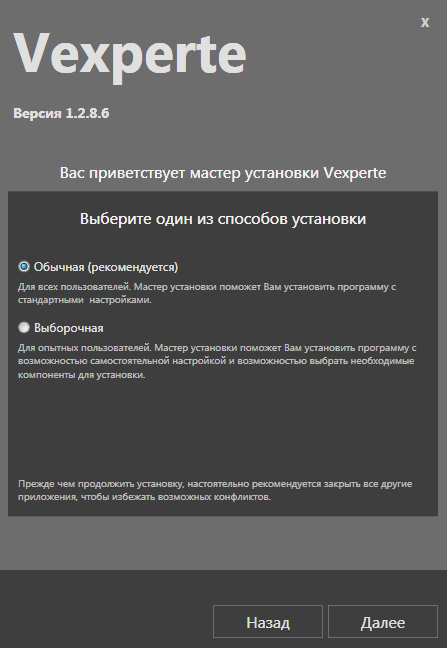 x
Vexperte
Версия 1.2.8.6
Вас приветствует мастер установки Vexperte
Выберите один из способов установки
Обычная (рекомендуется)
Для всех пользователей. Мастер установки поможет Вам установить программу с
стандартными настройками.
Выборочная
Для опытных пользователей. Мастер установки поможет Вам установить программу с
возможностью самостоятельной настройкой и возможностью выбрать необходимые
компоненты для установки.
Прежде чем продолжить установку, настоятельно рекомендуется закрыть все другие
приложения, чтобы избежать возможных конфликтов.
Назад
Далее